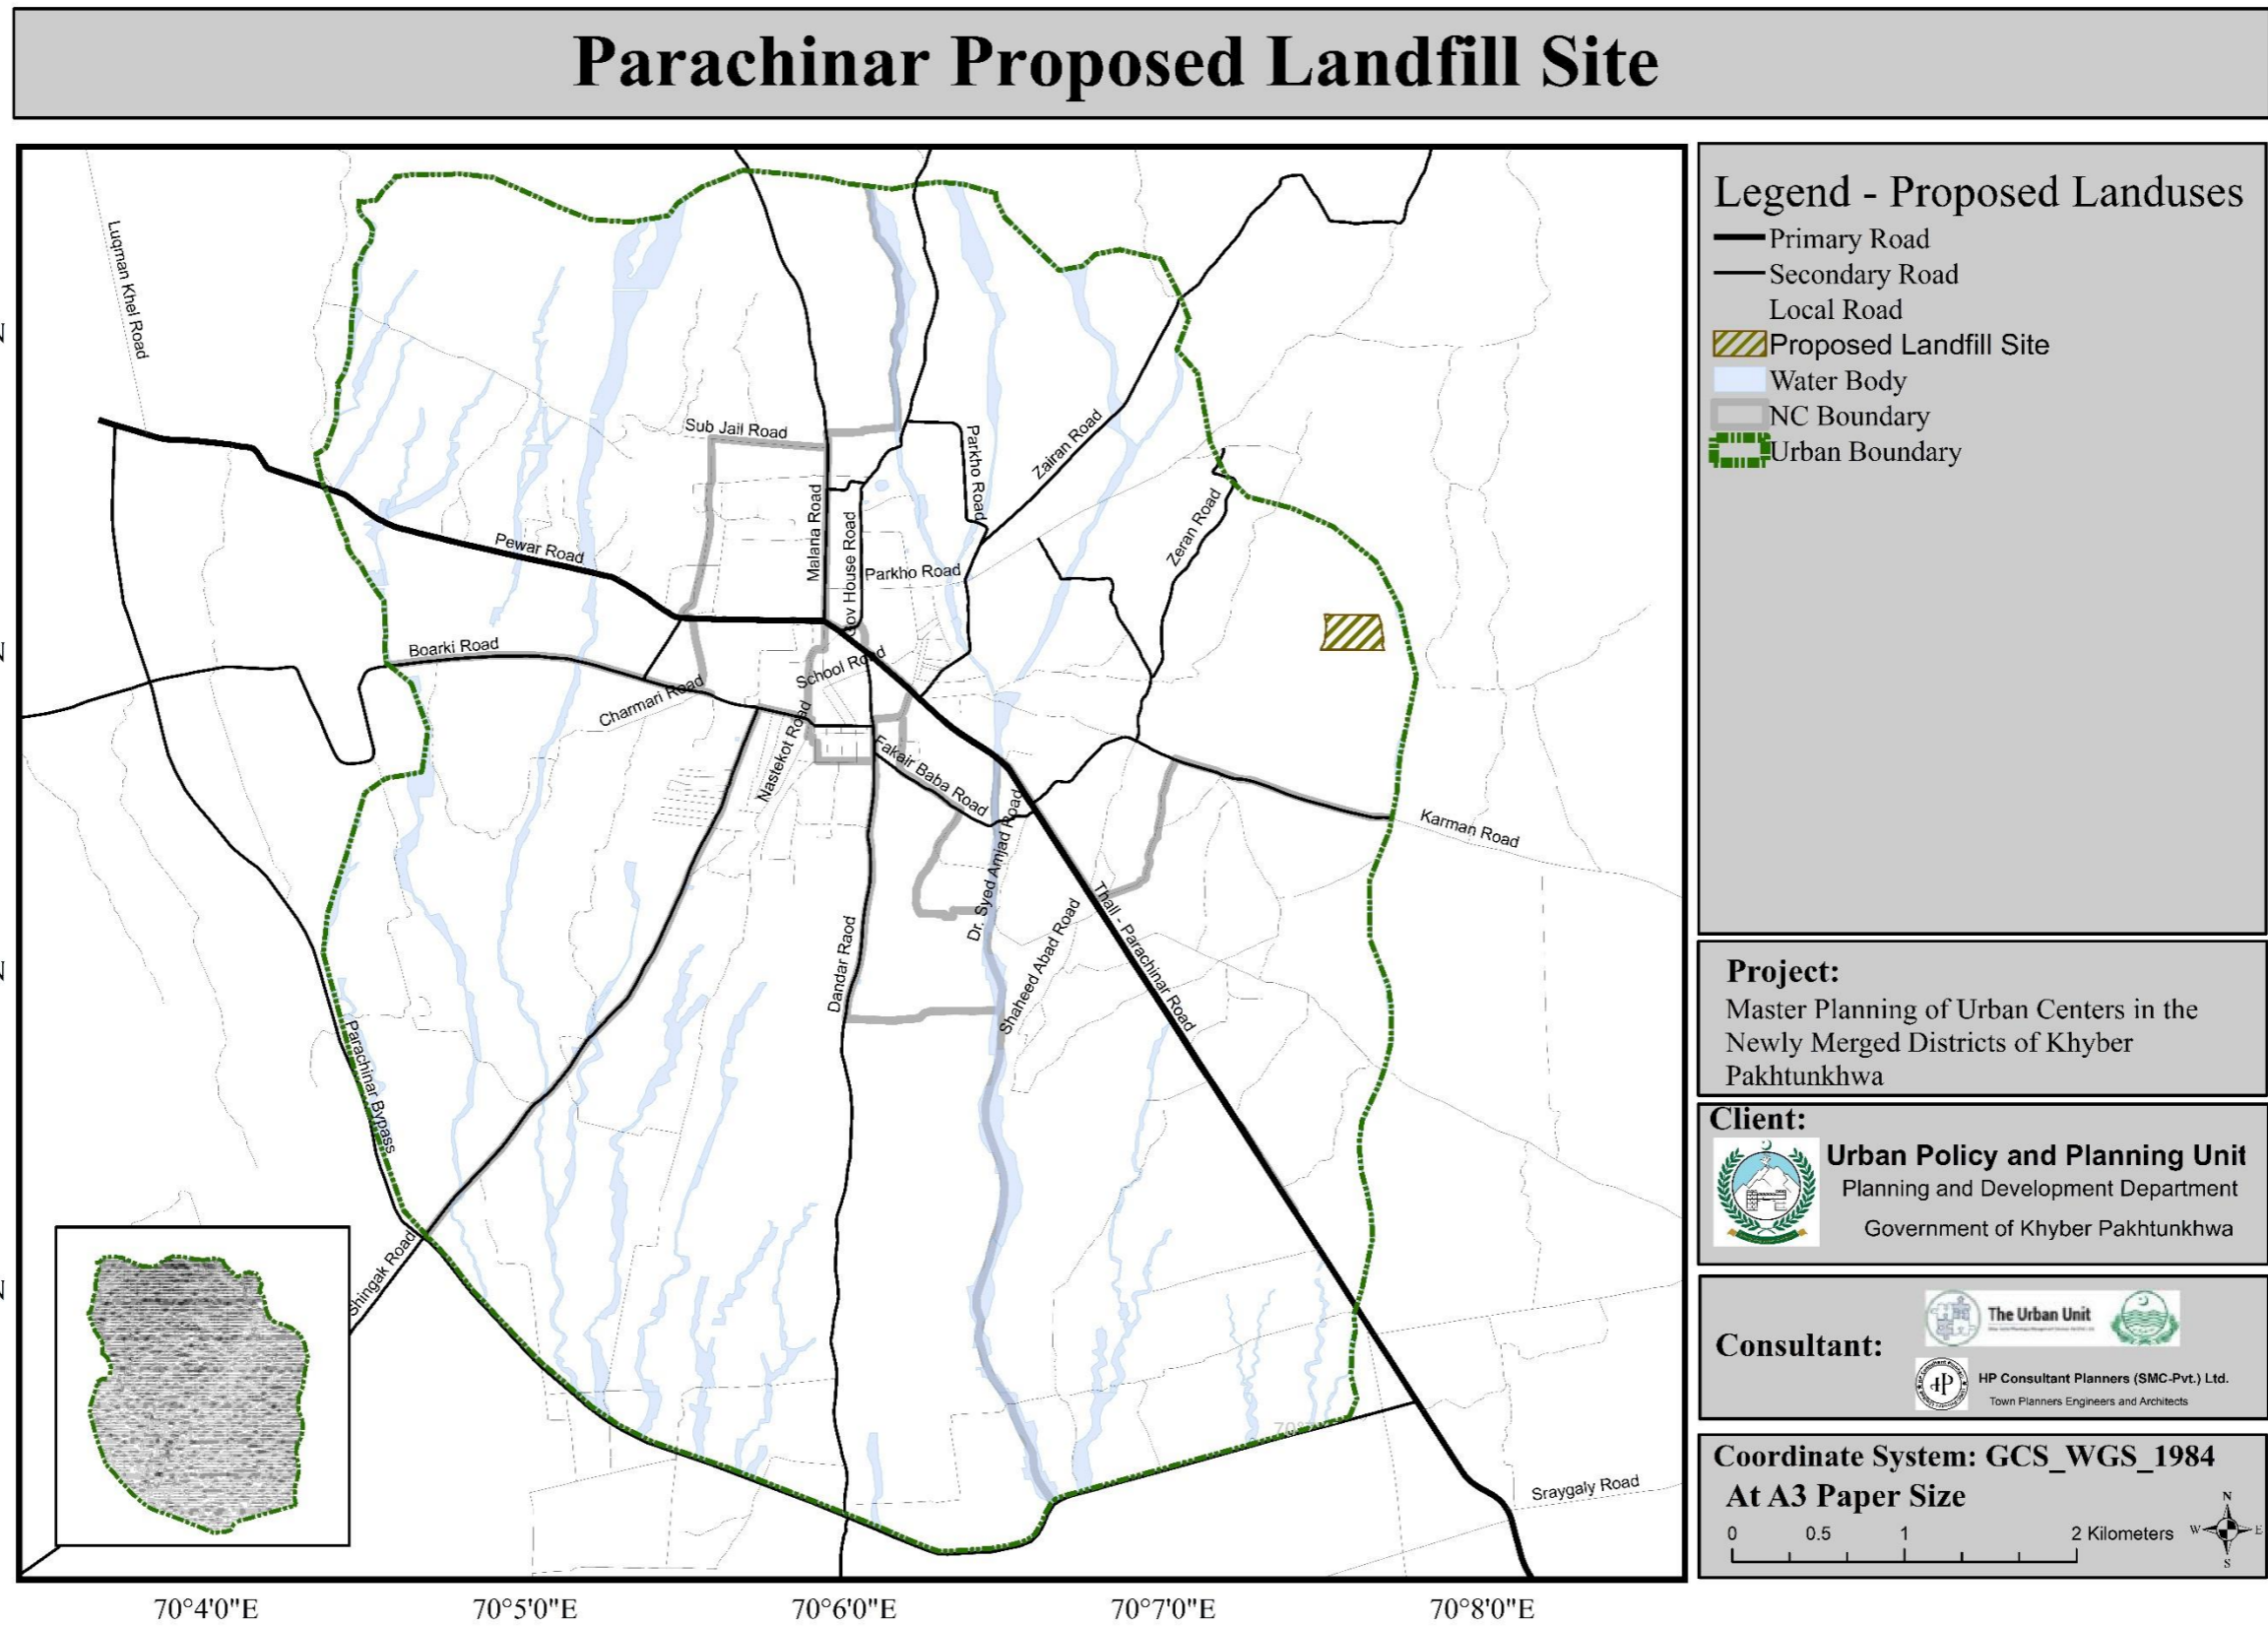 Parachinar Proposed Landfill Site
Luqman Khel Road
Sub Jail Road
Parkho Road
Zairan Road
Malana Road
Gov House Road
Zeran Road
Pewar Road
Parkho Road
Boarki Road
School Road
Charmari Road
Nastekot Road
Fakair Baba Road
Karman Road
Dr. Syed Amjad Road
Thall - Parachinar Road
Dandar Raod
Shaheed Abad Road
Parachinar Bypass
Shingak Road
Sraygaly Road
N
N
N
N
70°4'0"E
70°5'0"E
70°6'0"E
70°7'0"E
70°8'0"E
Legend - Proposed Landuses
Primary Road
Secondary Road
Local Road
Proposed Landfill Site
Water Body
NC Boundary
Urban Boundary
Project:
Master Planning of Urban Centers in the
Newly Merged Districts of Khyber
Pakhtunkhwa
Client:
Urban Policy and Planning Unit
Planning and Development Department
Government of Khyber Pakhtunkhwa
Consultant:
The Urban Unit
HP Consultant Planners (SMC-Pvt.) Ltd.
Town Planners Engineers and Architects
Coordinate System: GCS_WGS_1984
At A3 Paper Size
0 0.5 1 2 Kilometers
N
W E
S